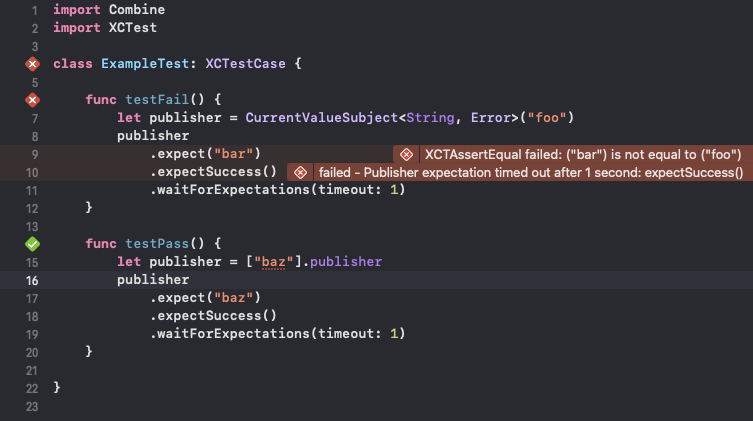 1 import Combine
2 import XCTest
3
class ExampleTest: XCTestCase {
5
func testFail() {
7 let publisher = CurrentValueSubject<String, Error>("foo")
8 publisher
9 .expect("bar") XCTAssertEqual failed: ("bar") is not equal to ("foo")
10 .expectSuccess() failed - Publisher expectation timed out after 1 second: expectSuccess()
11 .waitForExpectations(timeout: 1)
12 }
13
func testPass() {
15 let publisher = ["baz"].publisher
16 publisher
17 .expect("baz")
18 .expectSuccess()
19 .waitForExpectations(timeout: 1)
20 }
21
22 }
23